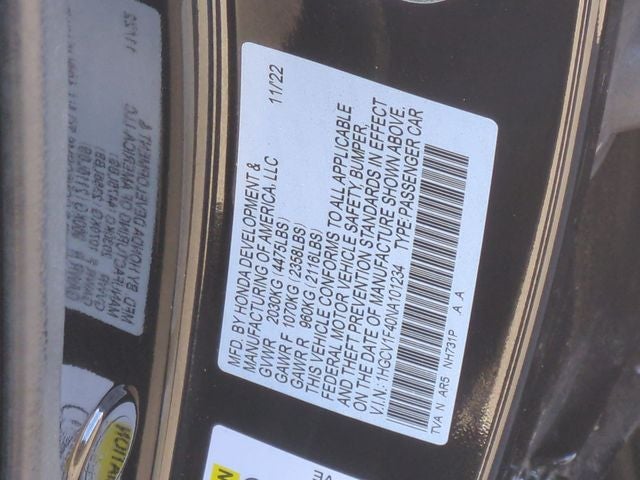 MFD. BY HONDA DEVELOPMENT &
MANUFACTURING OF AMERICA, LLC 11/22
GVWR 2030KG (4475LBS)
GAWR F 1070KG (2358LBS)
GAWR R 960KG (2116LBS)
THIS VEHICLE CONFORMS TO ALL APPLICABLE
FEDERAL MOTOR VEHICLE SAFETY, BUMPER,
AND THEFT PREVENTION STANDARDS IN EFFECT
ON THE DATE OF MANUFACTURE SHOWN ABOVE.
V.I.N.: 1HGCV1F40NA101234 TYPE:PASSENGER CAR
TVA N AR5 NH731P A A